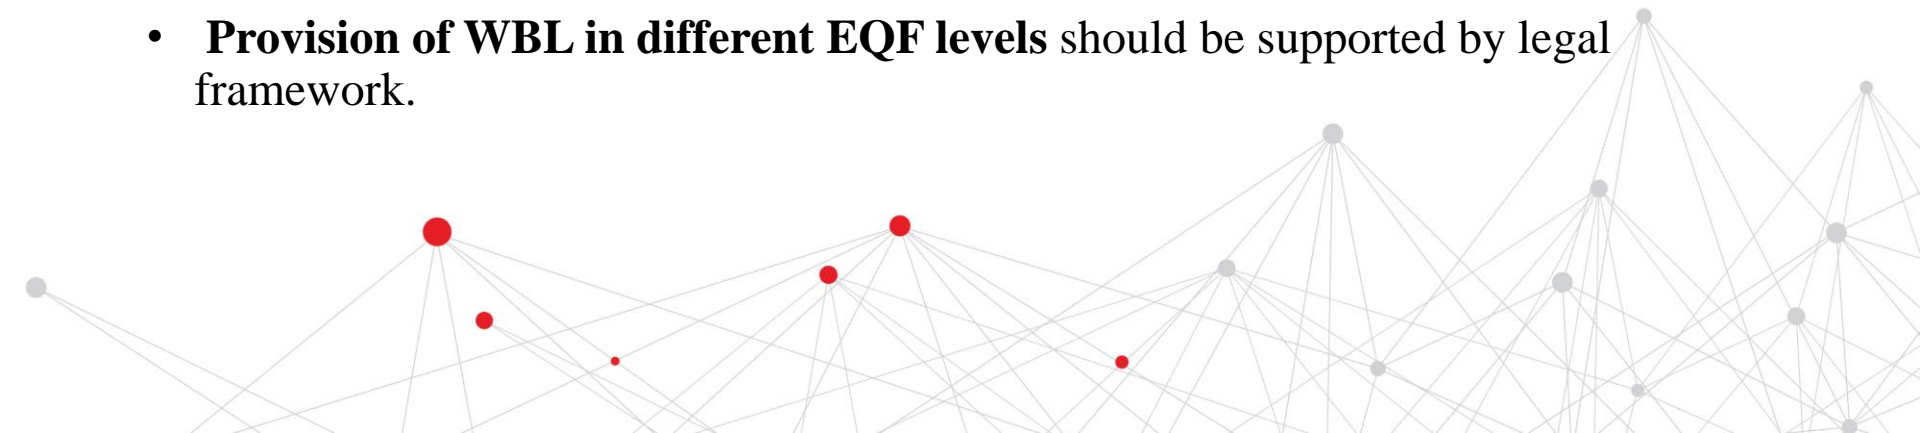 • Provision of WBL in different EQF levels should be supported by legal
framework.